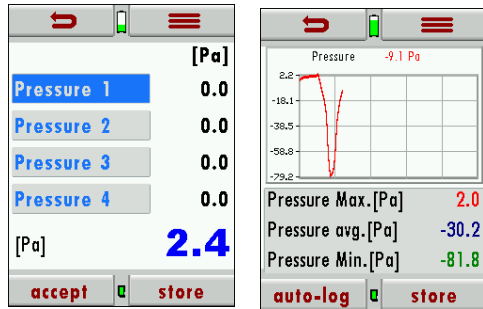 [Pa]
Pressure 1 0.0
Pressure 2 0.0
Pressure 3 0.0
Pressure 4 0.0
[Pa] 2.4
accept store
Pressure -9.1 Pa
2.2
-18.1
-38.5
-58.8
-79.2
Pressure Max.[Pa] 2.0
Pressure avg.[Pa] -30.2
Pressure Min.[Pa] -81.8
auto-log store